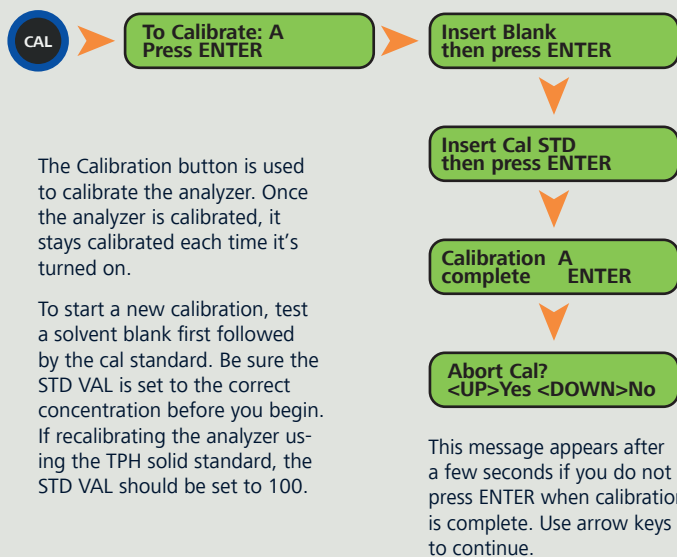 CAL
To Calibrate: A
Press ENTER
Insert Blank
then press ENTER
Insert Cal STD
then press ENTER
Calibration A
complete ENTER
Abort Cal?
<UP>Yes <DOWN>No
The Calibration button is used
to calibrate the analyzer. Once
the analyzer is calibrated, it
stays calibrated each time it's
turned on.
To start a new calibration, test
a solvent blank first followed
by the cal standard. Be sure the
STD VAL is set to the correct
concentration before you begin.
If recalibrating the analyzer us-
ing the TPH solid standard, the
STD VAL should be set to 100.
This message appears after
a few seconds if you do not
press ENTER when calibration
is complete. Use arrow keys
to continue.